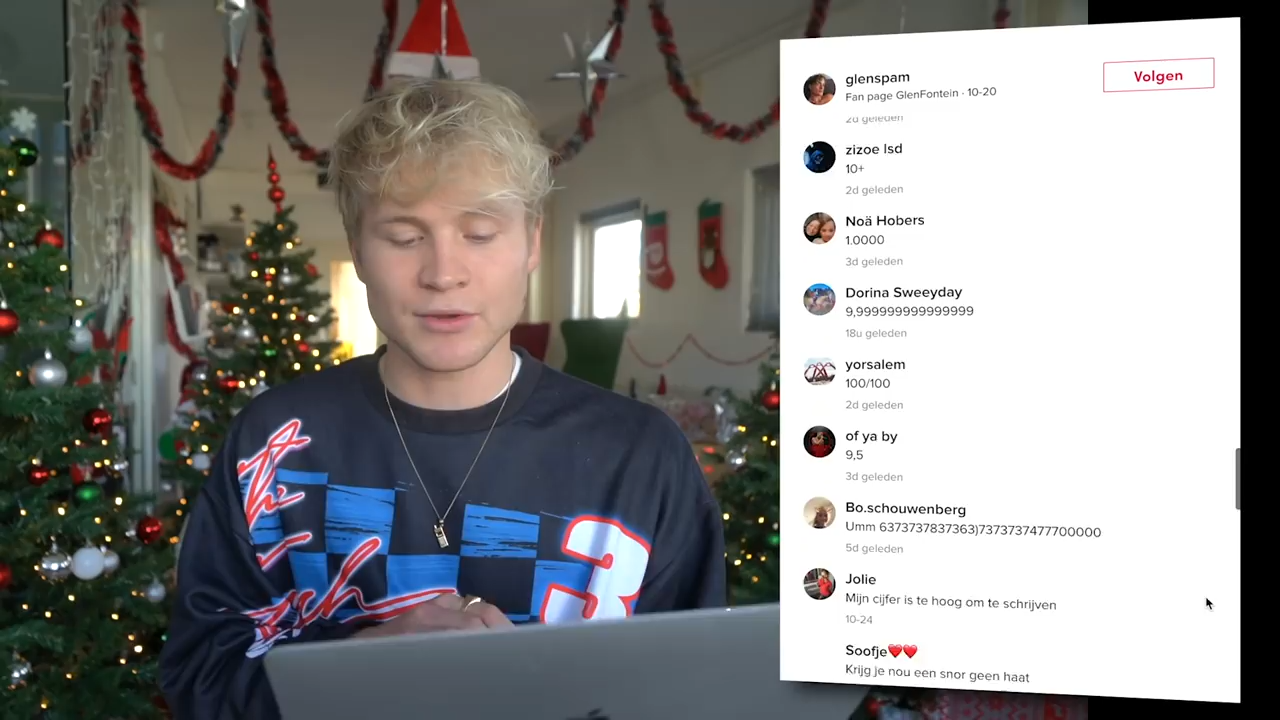 glenspam
Fan page GlenFontein · 10-20
Volgen
2d geleden
zizoe lsd
10+
2d geleden
Noä Hobers
1.0000
3d geleden
Dorina Sweeyday
9,999999999999999
18u geleden
yorsalem
100/100
2d geleden
of ya by
9,5
3d geleden
Bo.schouwenberg
Umm 6373737837363)7373737477700000
5d geleden
Jolie
Mijn cijfer is te hoog om te schrijven
10-24
Soofje❤️❤️
Krijg je nou een snor geen haat
3